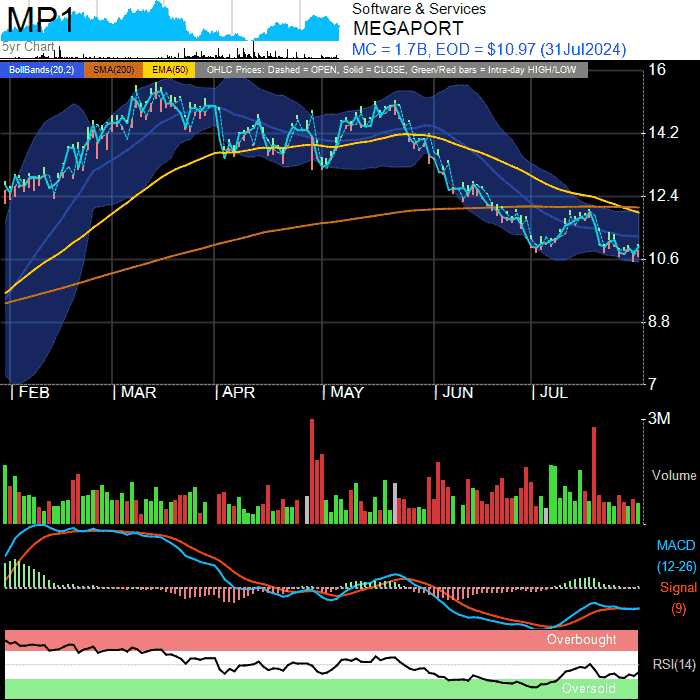 MP1
5yr Chart
Software & Services
MEGAPORT
MC = 1.7B, EOD = $10.97 (31Jul2024)
BollBands(20,2) SMA(200) EMA(50) OHLC Prices: Dashed = OPEN, Solid = CLOSE, Green/Red bars = Intra-day HIGH/LOW
16
14.2
12.4
10.6
8.8
7
FEB MAR APR MAY JUN JUL
3M
Volume
MACD
(12-26)
Signal
(9)
Overbought
RSI(14)
Oversold